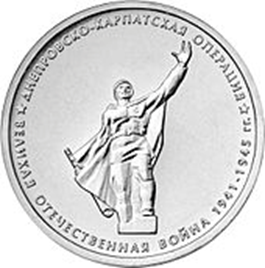 ДНЕПРОВСКО-КАРПАТСКАЯ ОПЕРАЦИЯ
ВЕЛИКАЯ ОТЕЧЕСТВЕННАЯ ВОЙНА 1941-1945 гг.